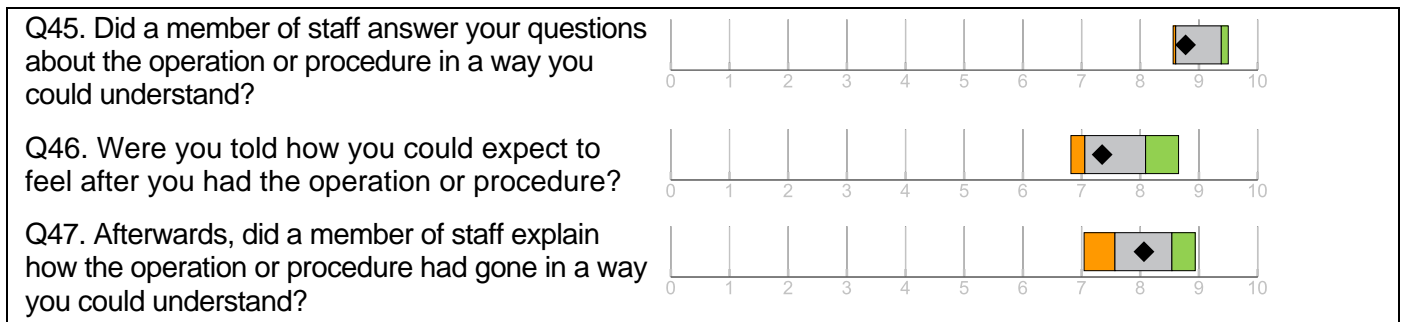 Q45. Did a member of staff answer your questions
about the operation or procedure in a way you
could understand?
0 1 2 3 4 5 6 7 8 9 10
Q46. Were you told how you could expect to
feel after you had the operation or procedure?
0 1 2 3 4 5 6 7 8 9 10
Q47. Afterwards, did a member of staff explain
how the operation or procedure had gone in a way
you could understand?
0 1 2 3 4 5 6 7 8 9 10